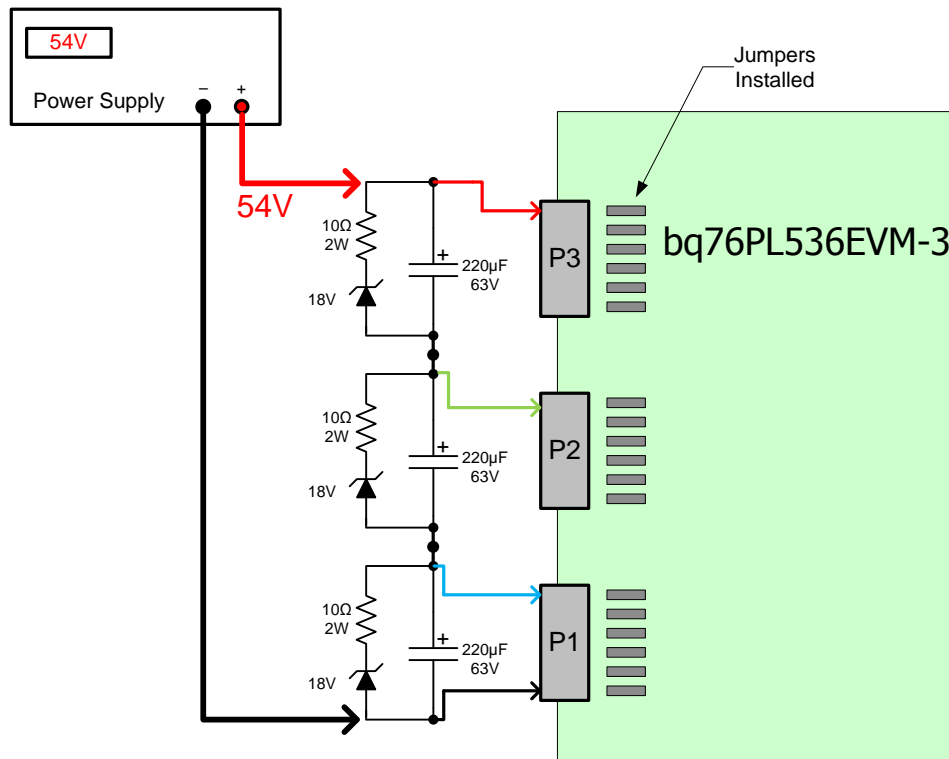 54V
Power Supply
−
+
54V
Jumpers
Installed
bq76PL536EVM-3
10Ω
2W
18V
+
220µF
63V
P3
10Ω
2W
18V
+
220µF
63V
P2
10Ω
2W
18V
+
220µF
63V
P1